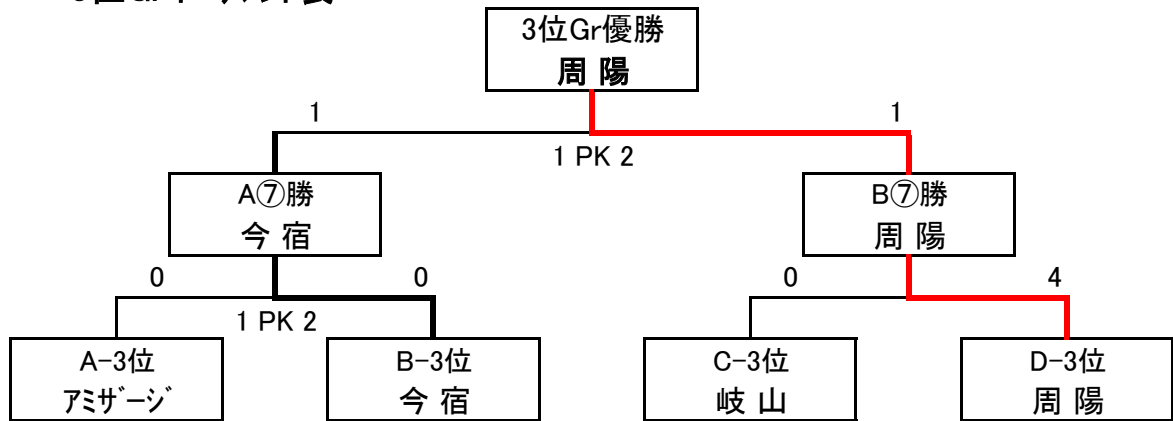 3位Gr優勝
周 陽
1
1
1 PK 2
A⑦勝
今 宿
B⑦勝
周 陽
0
0
0
4
1 PK 2
A-3位
アミザージ
B-3位
今 宿
C-3位
岐 山
D-3位
周 陽